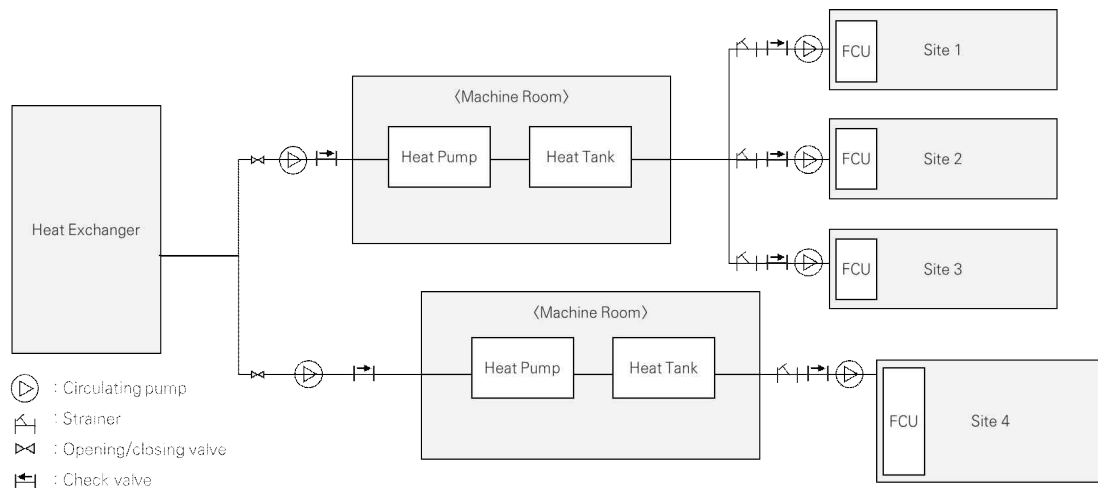 FCU
Site 1
〈Machine Room〉
Heat Pump
Heat Tank
FCU
Site 2
Heat Exchanger
FCU
Site 3
〈Machine Room〉
Heat Pump
Heat Tank
FCU
Site 4
: Circulating pump
: Strainer
: Opening/closing valve
: Check valve